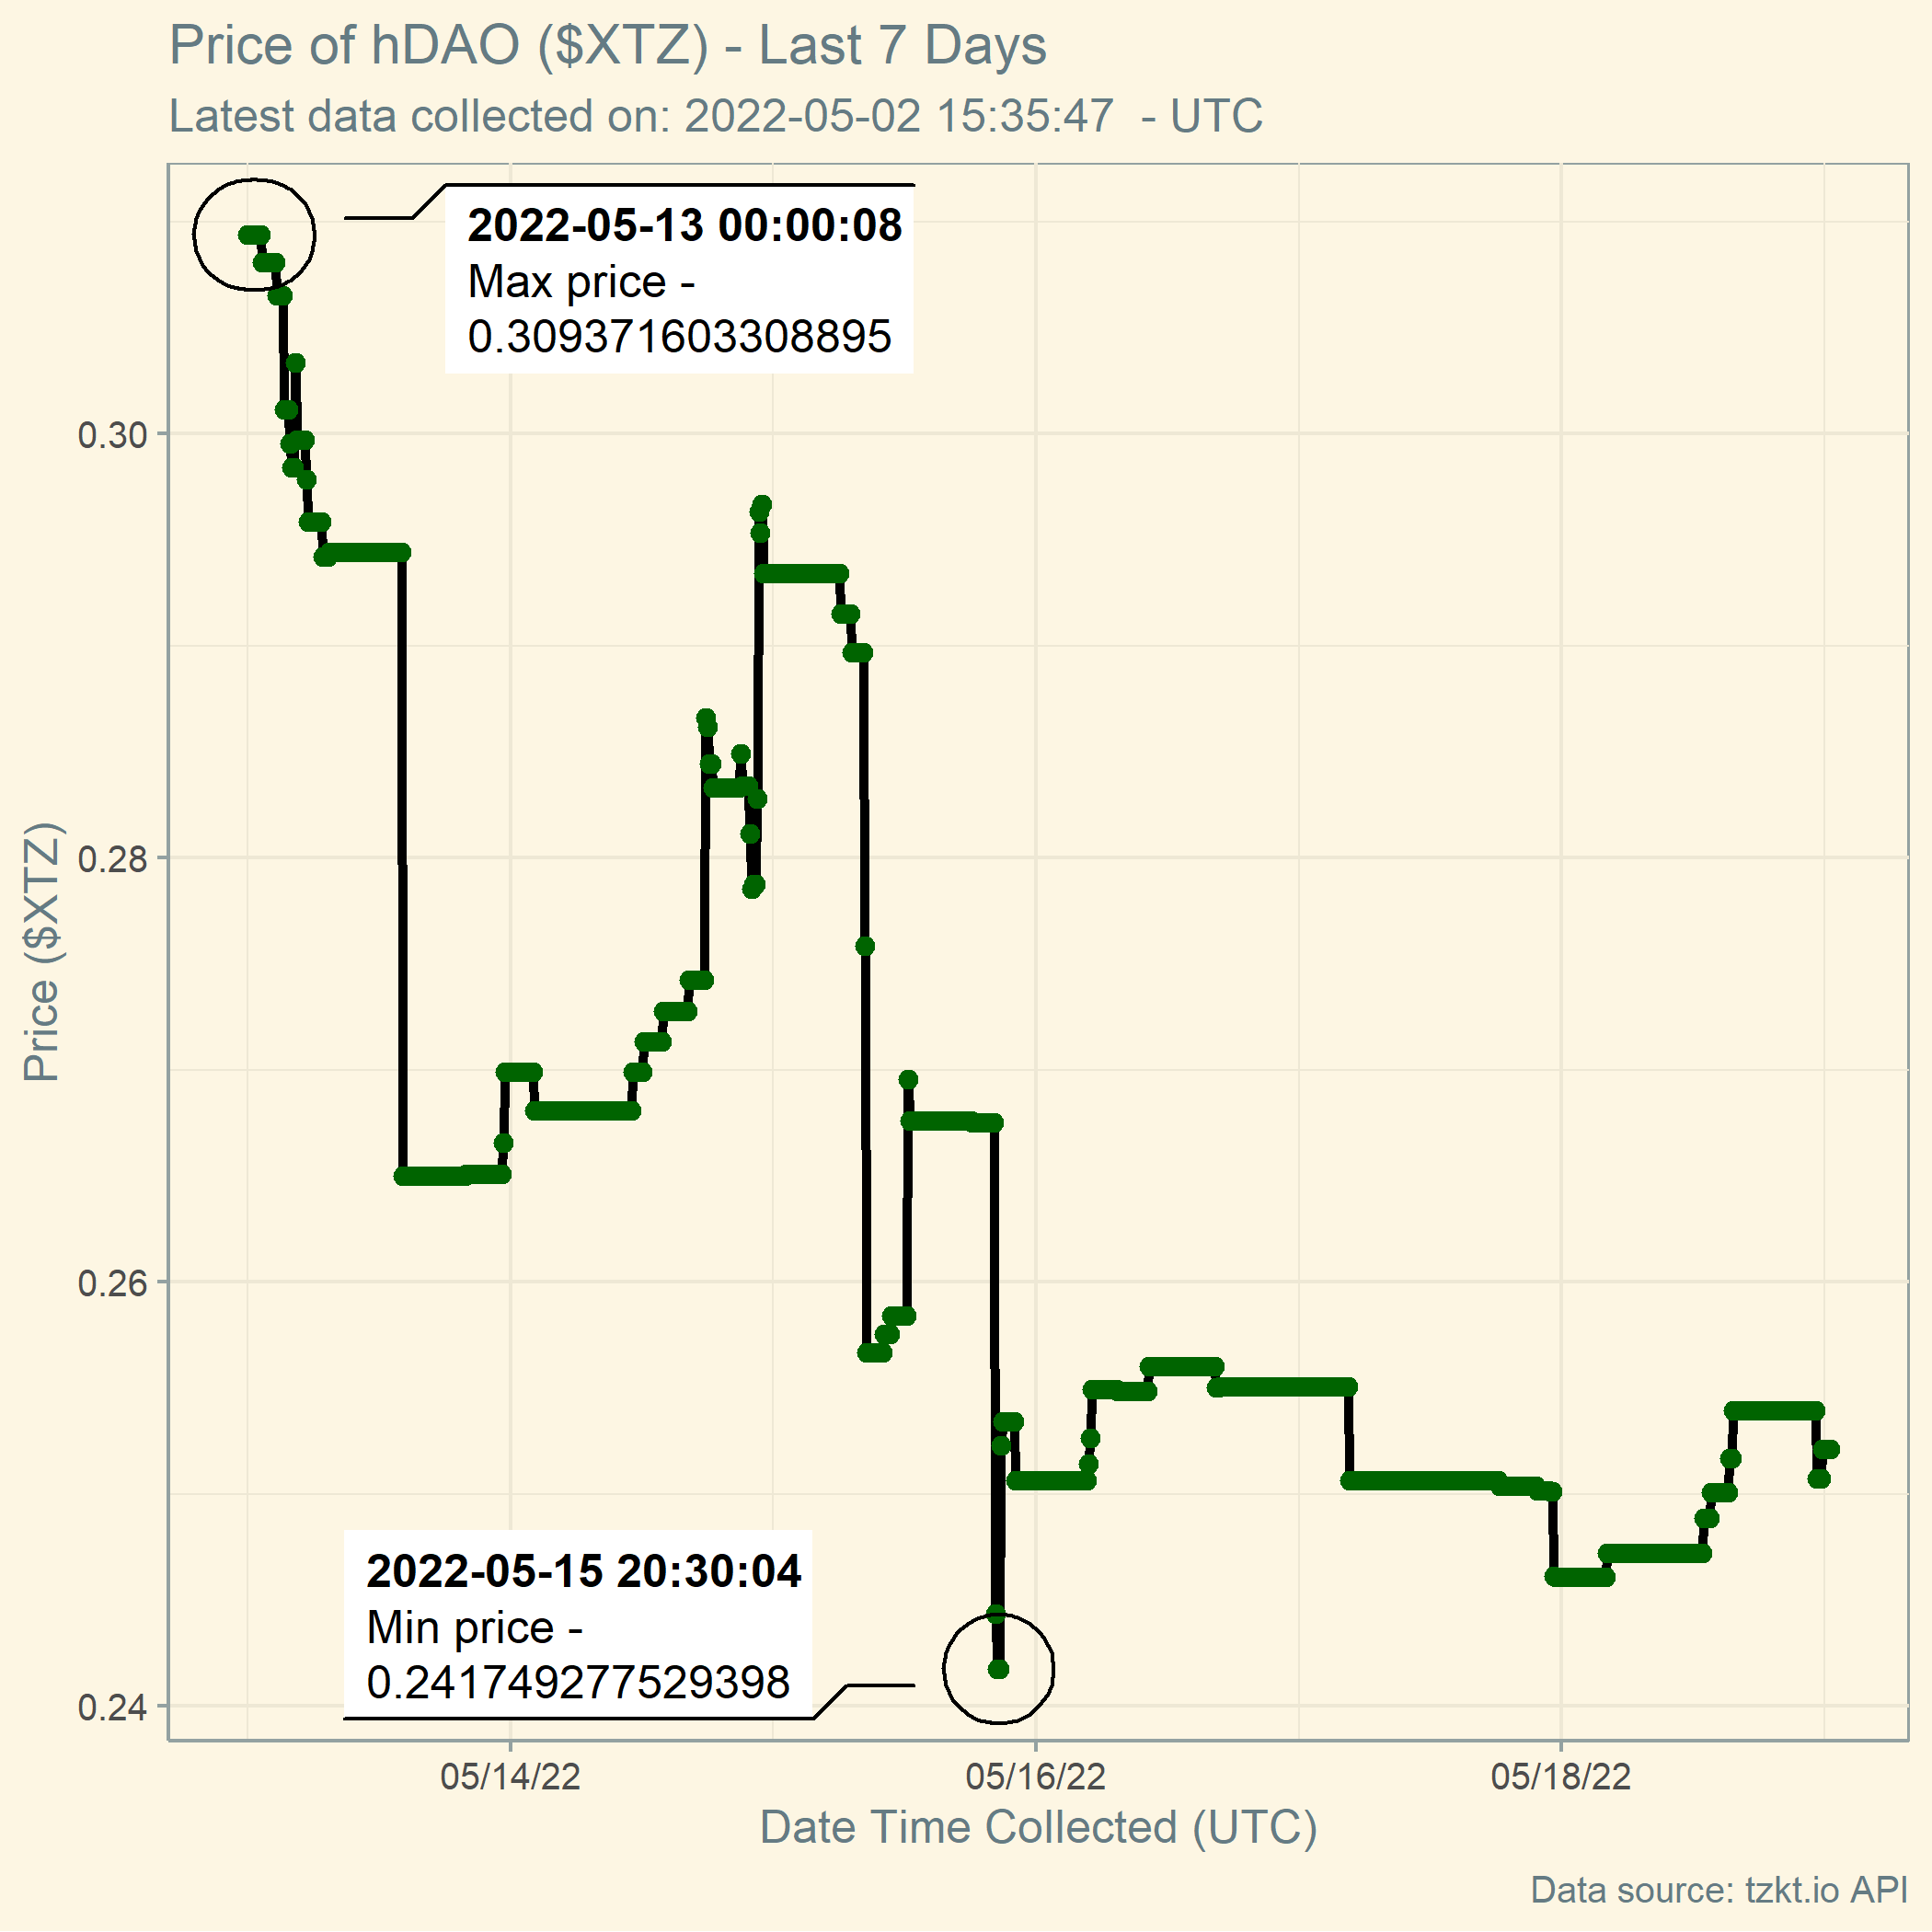 Price of hDAO ($XTZ) - Last 7 Days
Latest data collected on: 2022-05-02 15:35:47  - UTC
2022-05-13 00:00:08
Max price -
0.309371603308895
0.30
0.28
0.26
0.24
Price ($XTZ)
2022-05-15 20:30:04
Min price -
0.241749277529398
05/14/22
05/16/22
05/18/22
Date Time Collected (UTC)
Data source: tzkt.io API